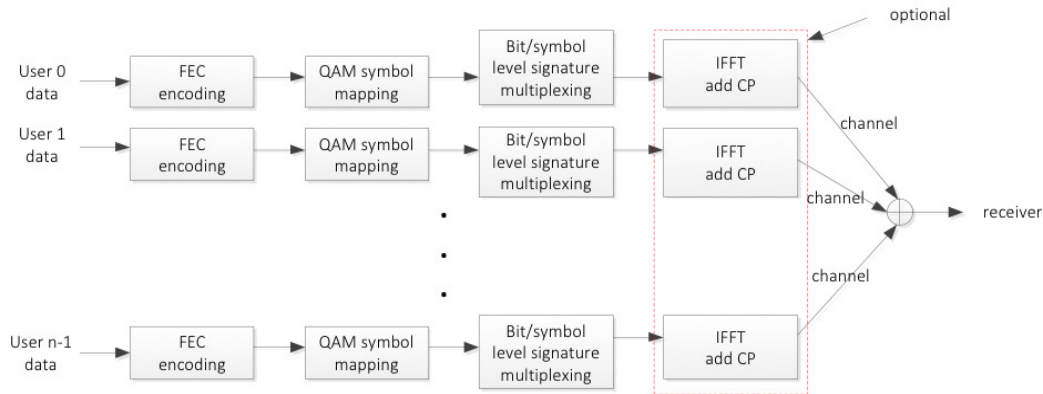 optional
User 0
data
FEC
encoding
QAM symbol
mapping
Bit/symbol
level signature
multiplexing
IFFT
add CP
channel
User 1
data
FEC
encoding
QAM symbol
mapping
Bit/symbol
level signature
multiplexing
IFFT
add CP
channel
receiver
channel
User n-1
data
FEC
encoding
QAM symbol
mapping
Bit/symbol
level signature
multiplexing
IFFT
add CP